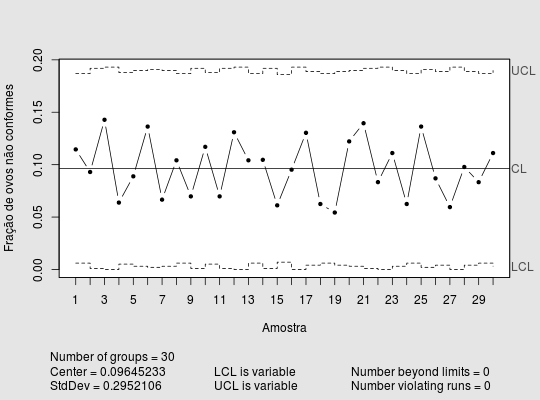 Fração de ovos não conformes
0.20
0.15
0.10
0.05
0.00
UCL
CL
LCL
1 3 5 7 9 11 13 15 17 19 21 23 25 27 29
Amostra
Number of groups = 30
Center = 0.09645233 LCL is variable Number beyond limits = 0
StdDev = 0.2952106 UCL is variable Number violating runs = 0